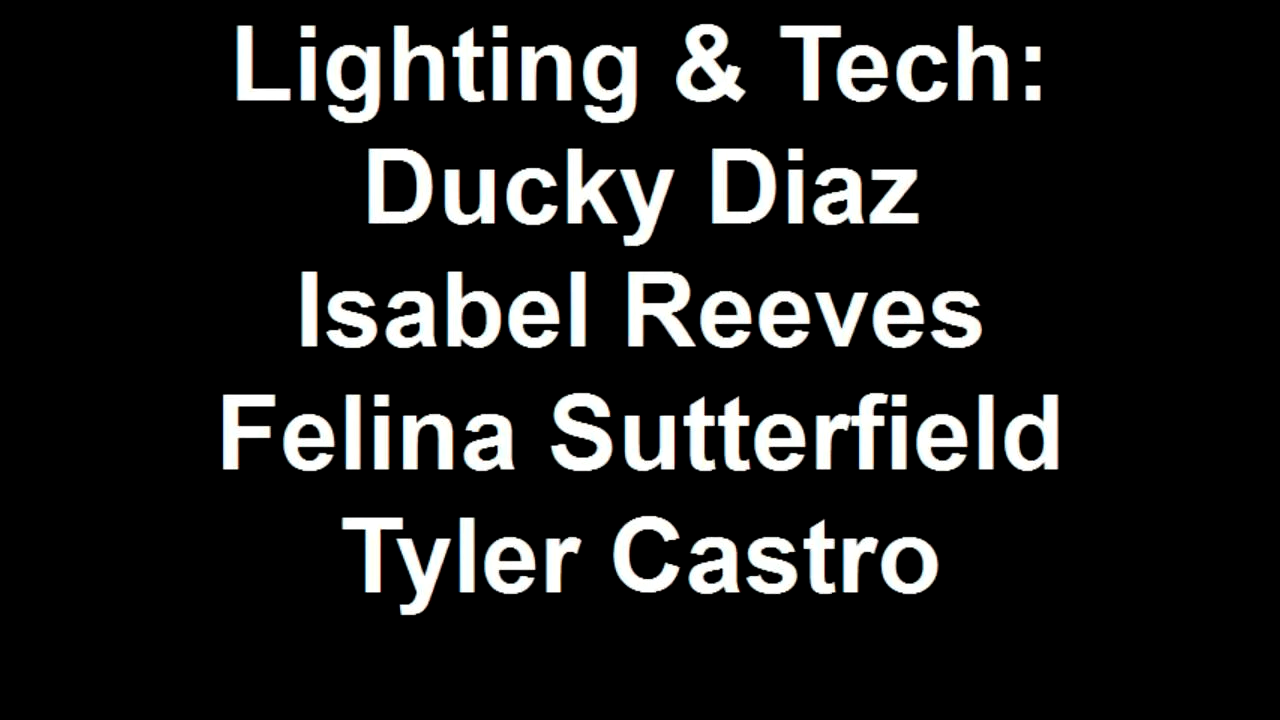 Lighting & Tech:
Ducky Diaz
Isabel Reeves
Felina Sutterfield
Tyler Castro